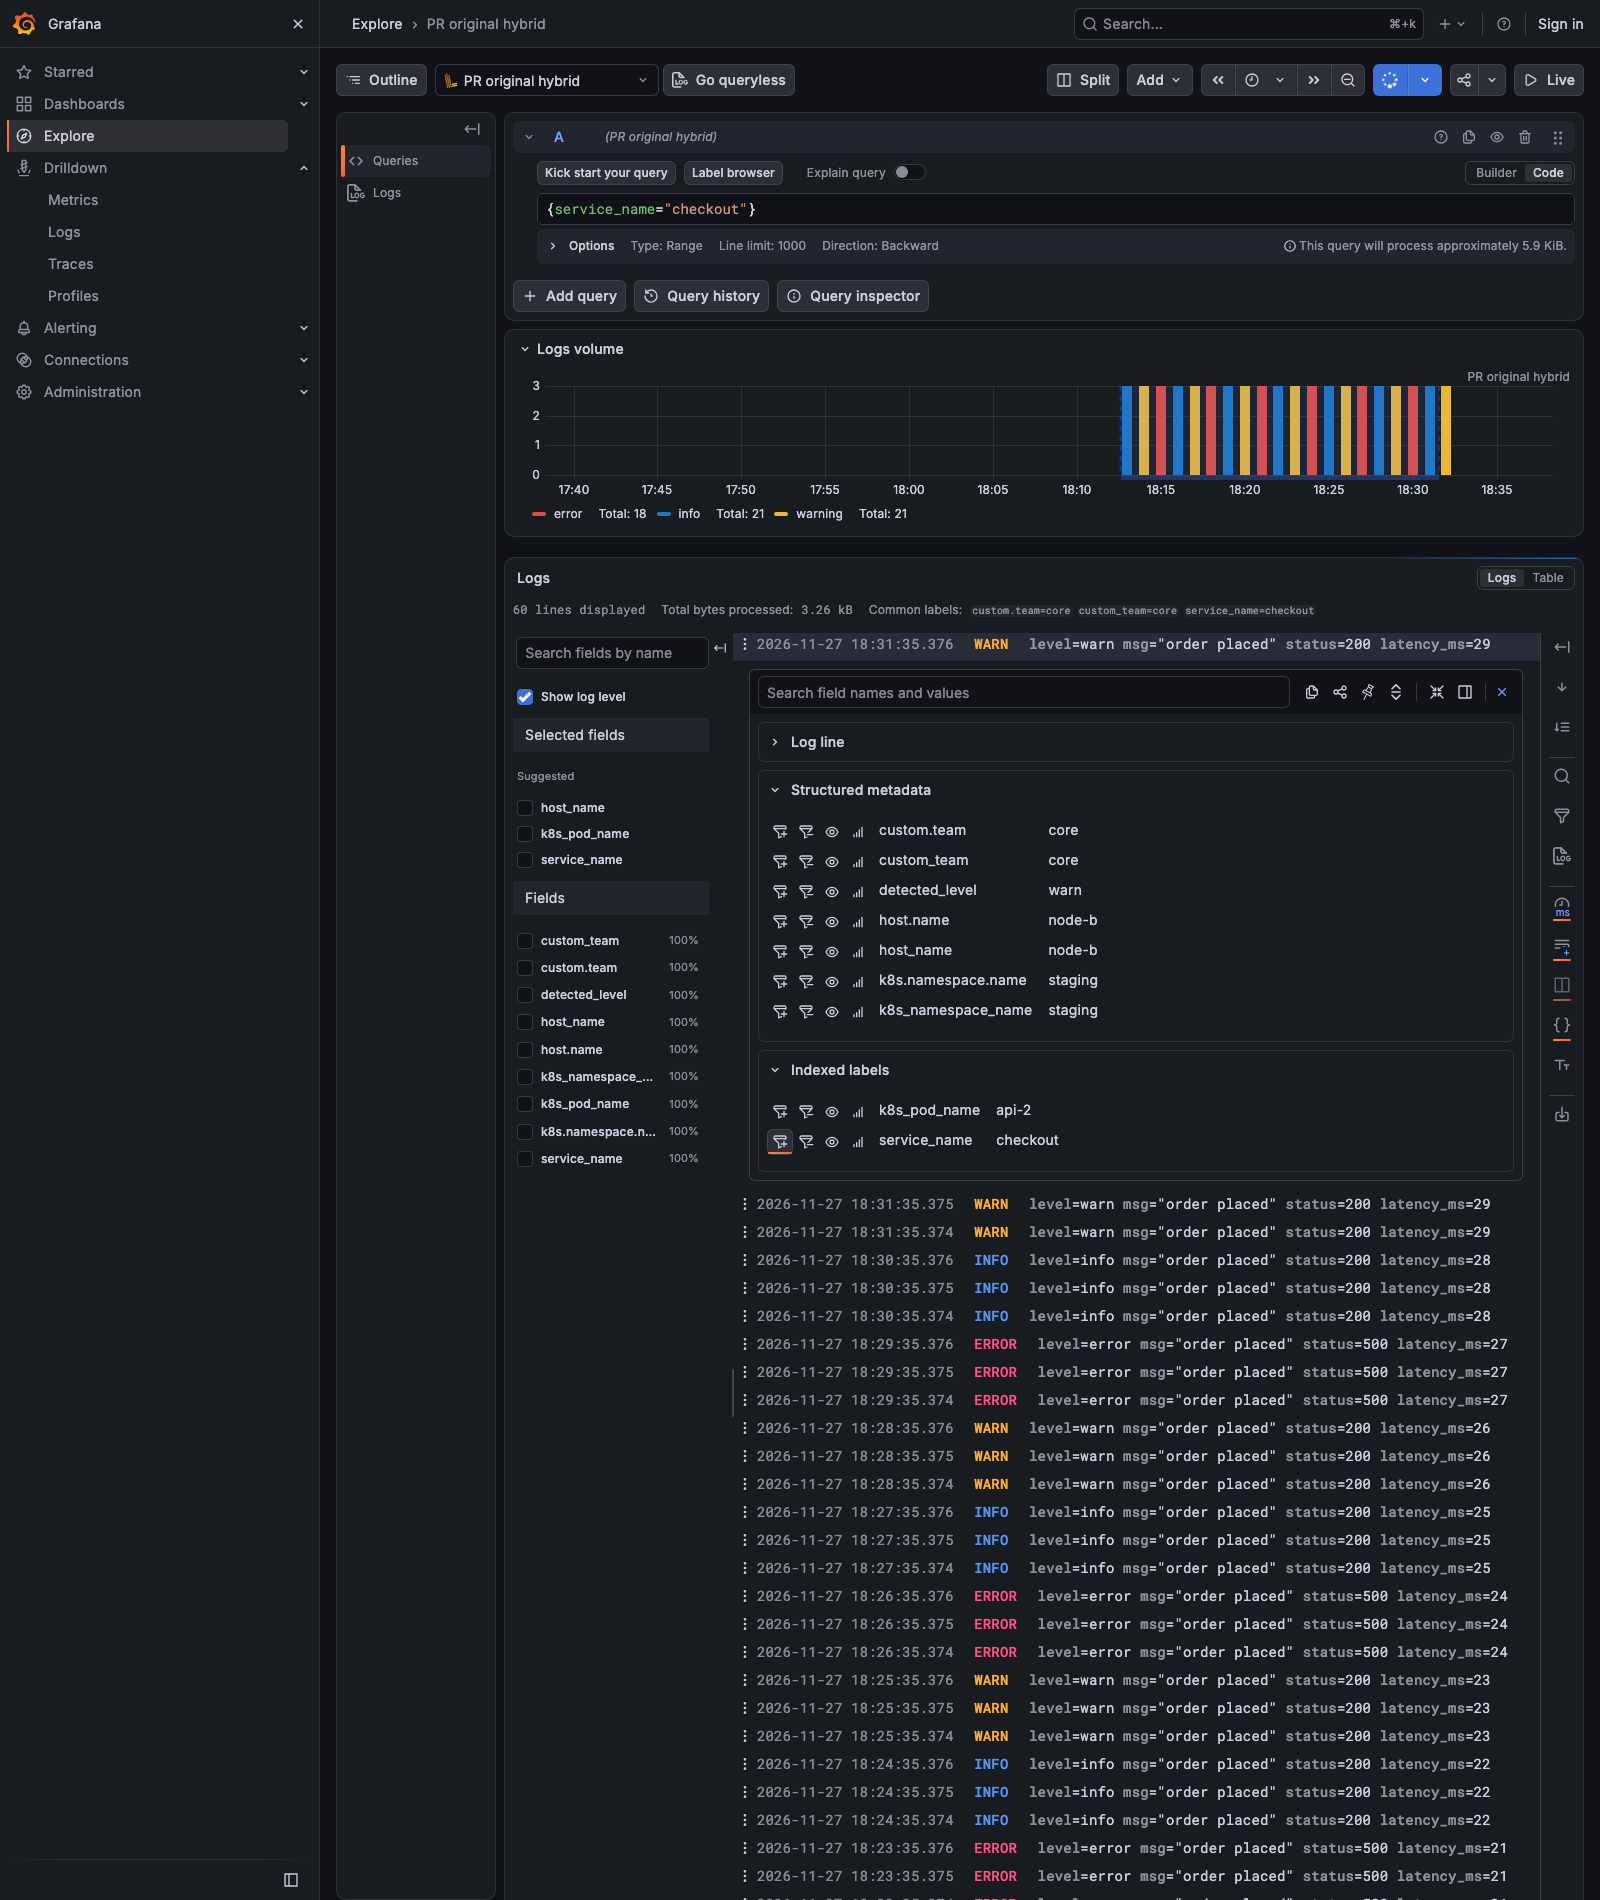 Grafana
Explore › PR original hybrid
Search...
⌘+k
Sign in
Starred
Dashboards
Explore
Drilldown
Metrics
Logs
Traces
Profiles
Alerting
Connections
Administration
Outline
PR original hybrid
Go queryless
Split
Add
Live
Queries
Logs
A
(PR original hybrid)
Kick start your query
Label browser
Explain query
Builder
Code
{service_name="checkout"}
Options Type: Range Line limit: 1000 Direction: Backward
This query will process approximately 5.9 KiB.
Add query
Query history
Query inspector
Logs volume
PR original hybrid
3
2
1
0
17:40 17:45 17:50 17:55 18:00 18:05 18:10 18:15 18:20 18:25 18:30 18:35
error Total: 18 info Total: 21 warning Total: 21
Logs
Logs
Table
60 lines displayed Total bytes processed: 3.26 kB Common labels: custom.team=core custom_team=core service_name=checkout
Search fields by name
Show log level
Selected fields
Suggested
host_name
k8s_pod_name
service_name
Fields
custom_team 100%
custom.team 100%
detected_level 100%
host_name 100%
host.name 100%
k8s_namespace_... 100%
k8s_pod_name 100%
k8s.namespace.n... 100%
service_name 100%
2026-11-27 18:31:35.376 WARN level=warn msg="order placed" status=200 latency_ms=29
Search field names and values
Log line
Structured metadata
custom.team core
custom_team core
detected_level warn
host.name node-b
host_name node-b
k8s.namespace.name staging
k8s_namespace_name staging
Indexed labels
k8s_pod_name api-2
service_name checkout
LOG
ms
Tт
2026-11-27 18:31:35.375 WARN level=warn msg="order placed" status=200 latency_ms=29
2026-11-27 18:31:35.374 WARN level=warn msg="order placed" status=200 latency_ms=29
2026-11-27 18:30:35.376 INFO level=info msg="order placed" status=200 latency_ms=28
2026-11-27 18:30:35.375 INFO level=info msg="order placed" status=200 latency_ms=28
2026-11-27 18:30:35.374 INFO level=info msg="order placed" status=200 latency_ms=28
2026-11-27 18:29:35.376 ERROR level=error msg="order placed" status=500 latency_ms=27
2026-11-27 18:29:35.375 ERROR level=error msg="order placed" status=500 latency_ms=27
2026-11-27 18:29:35.374 ERROR level=error msg="order placed" status=500 latency_ms=27
2026-11-27 18:28:35.376 WARN level=warn msg="order placed" status=200 latency_ms=26
2026-11-27 18:28:35.375 WARN level=warn msg="order placed" status=200 latency_ms=26
2026-11-27 18:28:35.374 WARN level=warn msg="order placed" status=200 latency_ms=26
2026-11-27 18:27:35.376 INFO level=info msg="order placed" status=200 latency_ms=25
2026-11-27 18:27:35.375 INFO level=info msg="order placed" status=200 latency_ms=25
2026-11-27 18:27:35.374 INFO level=info msg="order placed" status=200 latency_ms=25
2026-11-27 18:26:35.376 ERROR level=error msg="order placed" status=500 latency_ms=24
2026-11-27 18:26:35.375 ERROR level=error msg="order placed" status=500 latency_ms=24
2026-11-27 18:26:35.374 ERROR level=error msg="order placed" status=500 latency_ms=24
2026-11-27 18:25:35.376 WARN level=warn msg="order placed" status=200 latency_ms=23
2026-11-27 18:25:35.375 WARN level=warn msg="order placed" status=200 latency_ms=23
2026-11-27 18:25:35.374 WARN level=warn msg="order placed" status=200 latency_ms=23
2026-11-27 18:24:35.376 INFO level=info msg="order placed" status=200 latency_ms=22
2026-11-27 18:24:35.375 INFO level=info msg="order placed" status=200 latency_ms=22
2026-11-27 18:24:35.374 INFO level=info msg="order placed" status=200 latency_ms=22
2026-11-27 18:23:35.376 ERROR level=error msg="order placed" status=500 latency_ms=21
2026-11-27 18:23:35.375 ERROR level=error msg="order placed" status=500 latency_ms=21